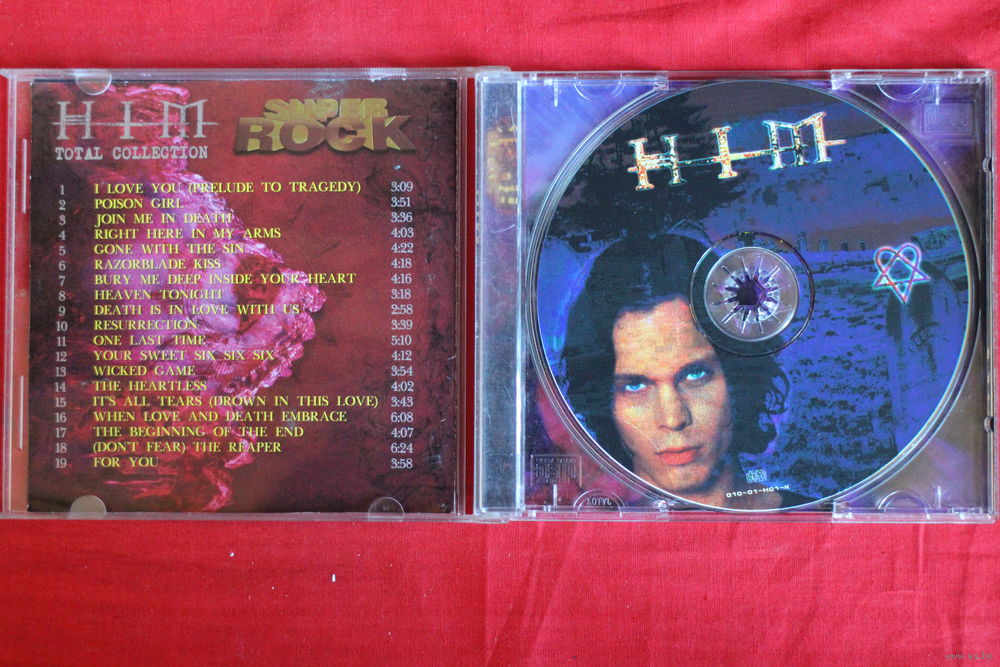 HIM
TOTAL COLLECTION
SUPER
ROCK
1 I LOVE YOU (PRELUDE TO TRAGEDY) 3:09
2 POISON GIRL 3:51
3 JOIN ME IN DEATH 3:36
4 RIGHT HERE IN MY ARMS 4:03
5 GONE WITH THE SIN 4:22
6 RAZORBLADE KISS 4:18
7 BURY ME DEEP INSIDE YOUR HEART 4:16
8 HEAVEN TONIGHT 3:18
9 DEATH IS IN LOVE WITH US 2:58
10 RESURRECTION 3:39
11 ONE LAST TIME 5:10
12 YOUR SWEET SIX SIX SIX 4:12
13 WICKED GAME 3:54
14 THE HEARTLESS 4:02
15 IT'S ALL TEARS (DROWN IN THIS LOVE) 3:43
16 WHEN LOVE AND DEATH EMBRACE 6:08
17 THE BEGINNING OF THE END 4:07
18 (DON'T FEAR) THE REAPER 6:24
19 FOR YOU 3:58
HIM
010-01-H01-K